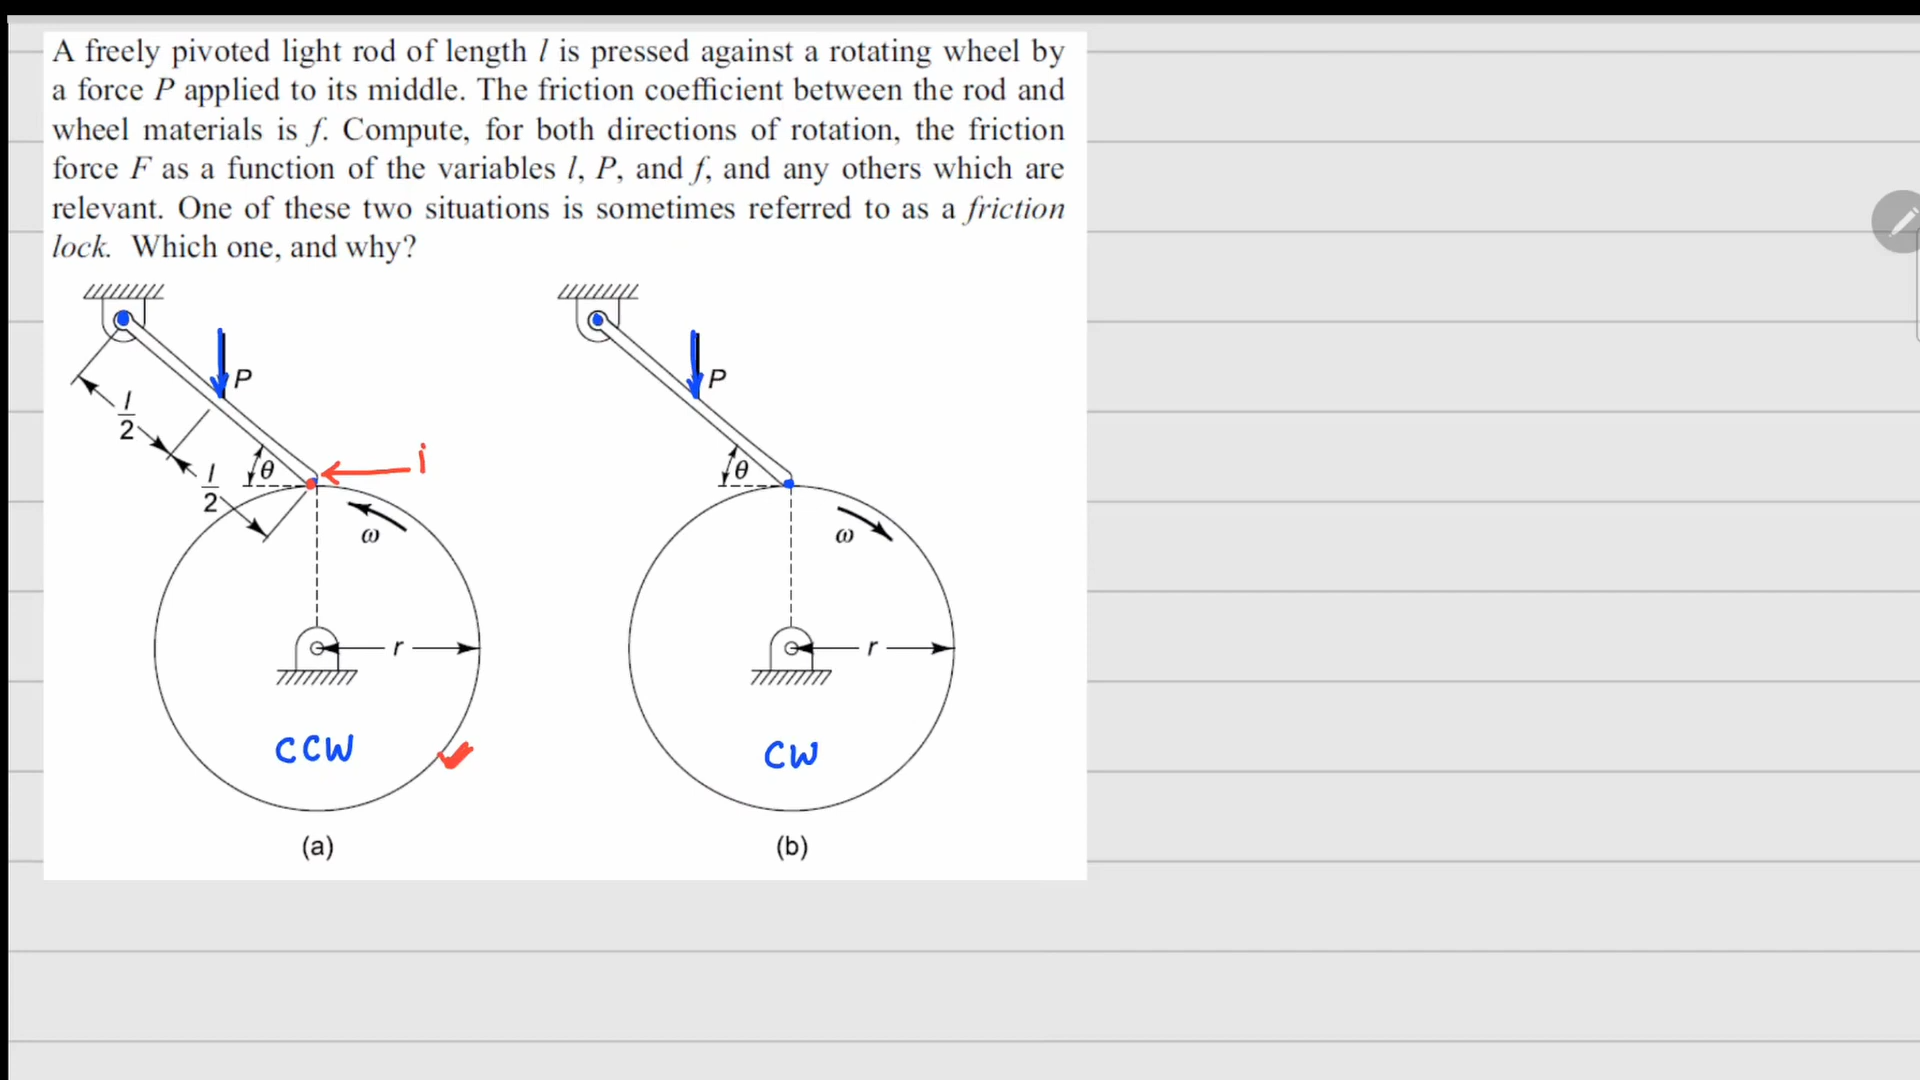 A freely pivoted light rod of length l is pressed against a rotating wheel by
a force P applied to its middle. The friction coefficient between the rod and
wheel materials is f. Compute, for both directions of rotation, the friction
force F as a function of the variables l, P, and f, and any others which are
relevant. One of these two situations is sometimes referred to as a friction
lock. Which one, and why?
P
l/2
l/2
θ
i
ω
r
CCW
(a)
P
θ
ω
r
CW
(b)